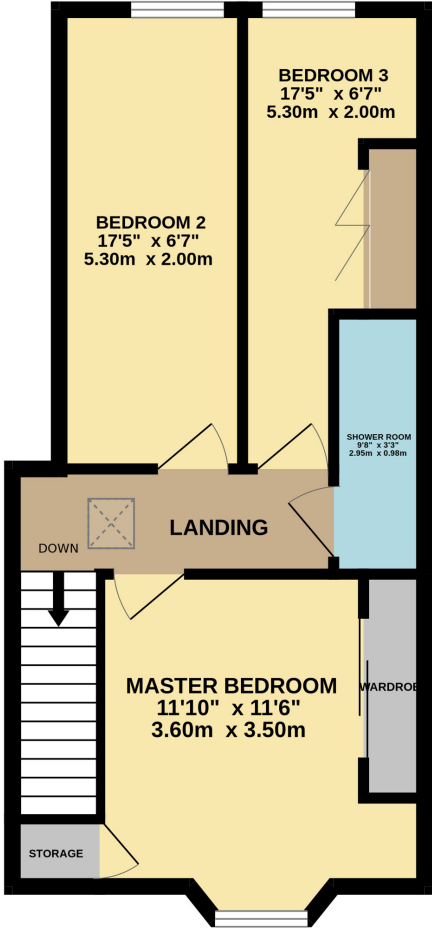 BEDROOM 3
17'5" x 6'7"
5.30m x 2.00m
BEDROOM 2
17'5" x 6'7"
5.30m x 2.00m
SHOWER ROOM
9'8" x 3'3"
2.95m x 0.98m
LANDING
DOWN
MASTER BEDROOM
11'10" x 11'6"
3.60m x 3.50m
WARDROBE
STORAGE